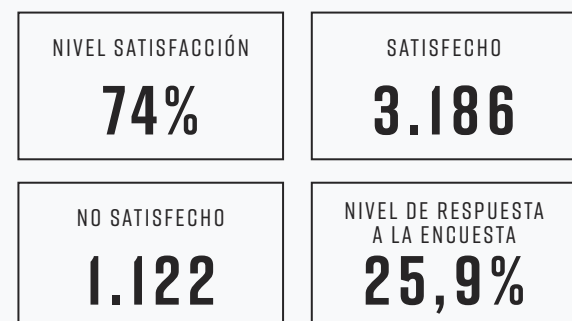 NIVEL SATISFACCIÓN
74%
SATISFECHO
3.186
NO SATISFECHO
1.122
NIVEL DE RESPUESTA
A LA ENCUESTA
25,9%